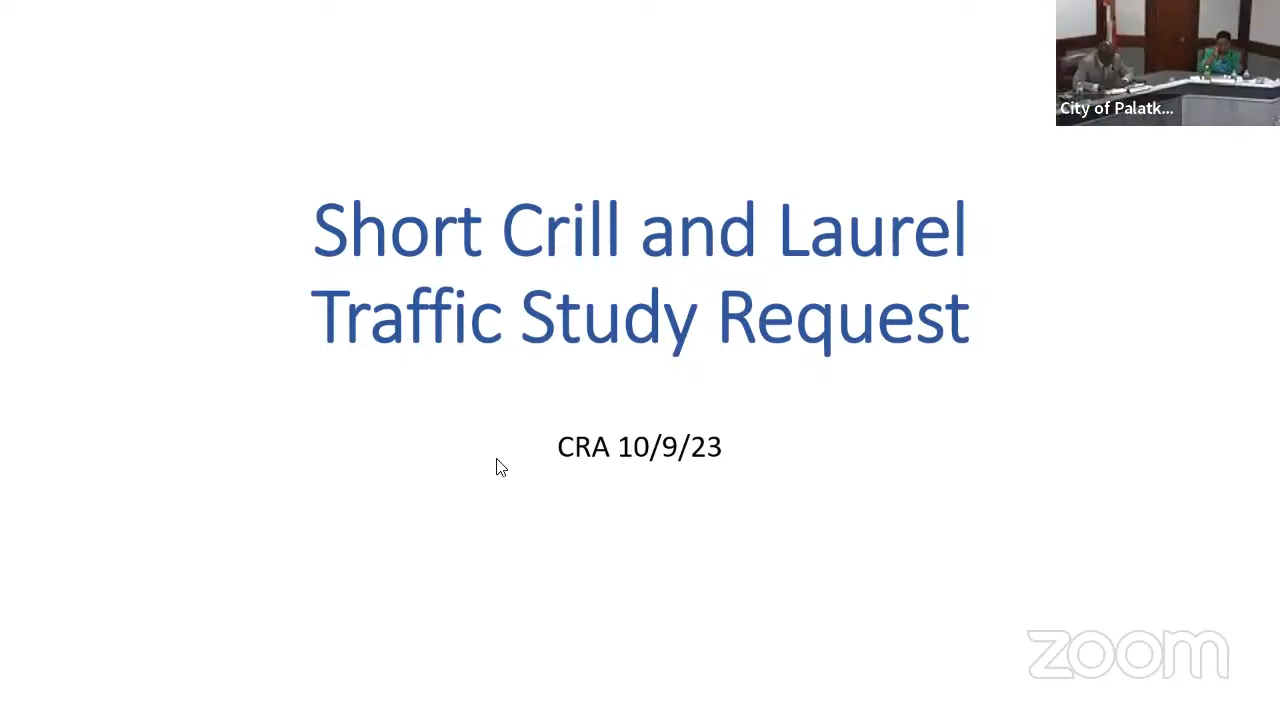 City of Palatk...
Short Crill and Laurel
Traffic Study Request
CRA 10/9/23
zoom